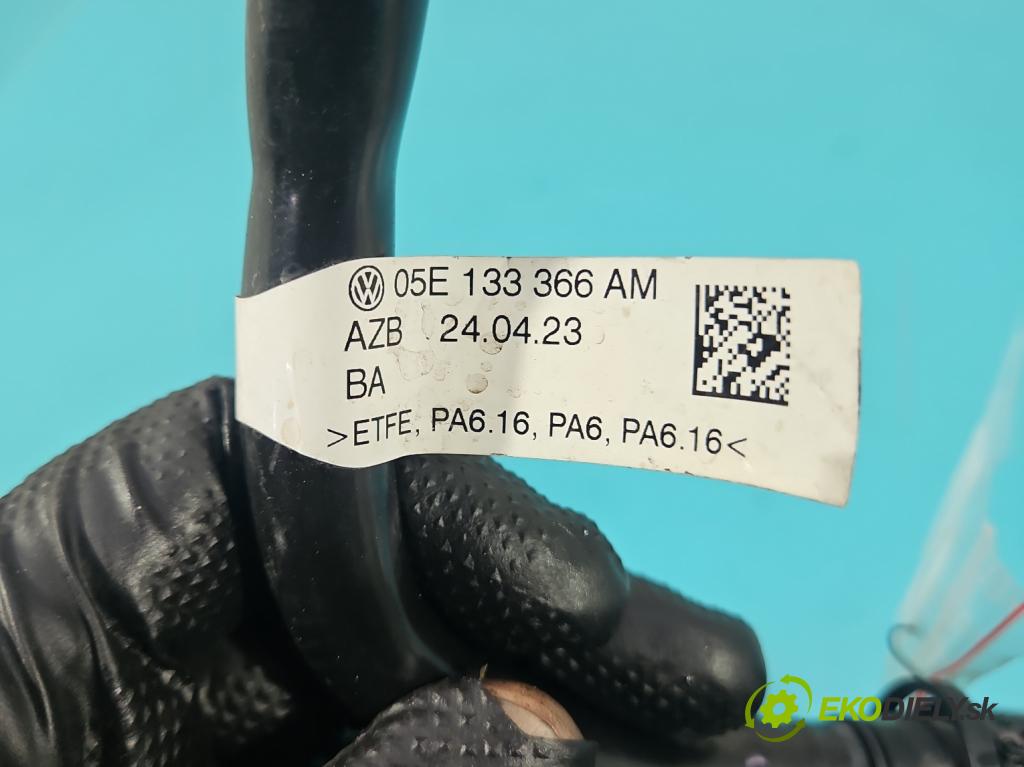 05E 133 366 AM
AZB 24.04.23
BA
>ETFE, PA6.16, PA6, PA6.16<
EKODIELY.sk